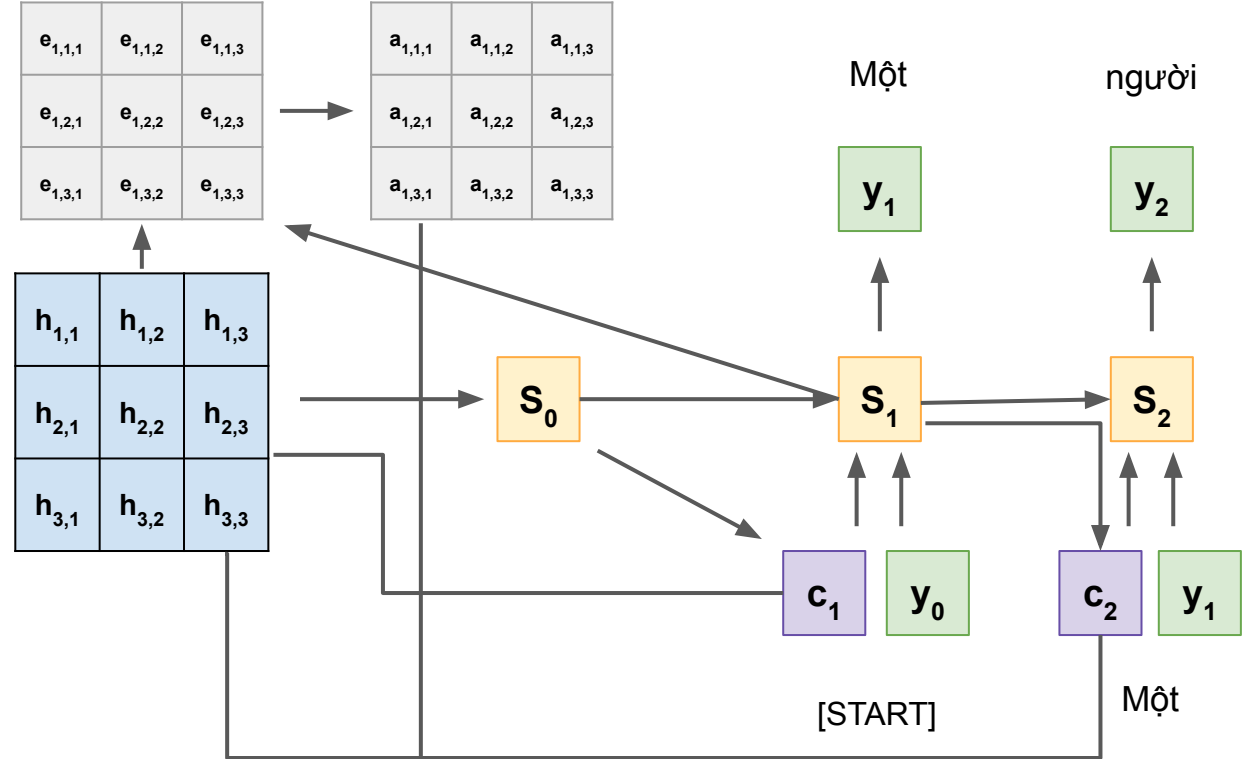 e1,1,1 e1,1,2 e1,1,3 a1,1,1 a1,1,2 a1,1,3
Một người
e1,2,1 e1,2,2 e1,2,3 a1,2,1 a1,2,2 a1,2,3
e1,3,1 e1,3,2 e1,3,3 a1,3,1 a1,3,2 a1,3,3
y1 y2
h1,1 h1,2 h1,3
h2,1 h2,2 h2,3 S0 S1 S2
h3,1 h3,2 h3,3
c1 y0 c2 y1
[START] Một